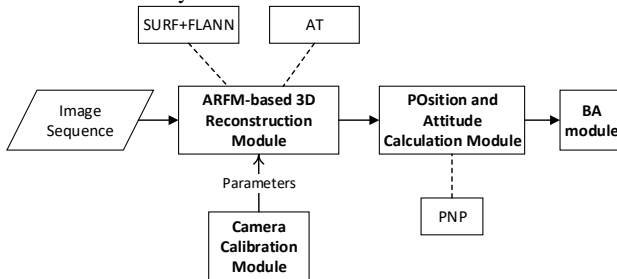 SURF+FLANN
AT
Image
Sequence
ARFM-based 3D
Reconstruction
Module
POsition and
Attitude
Calculation Module
BA
module
Parameters
PNP
Camera
Calibration
Module